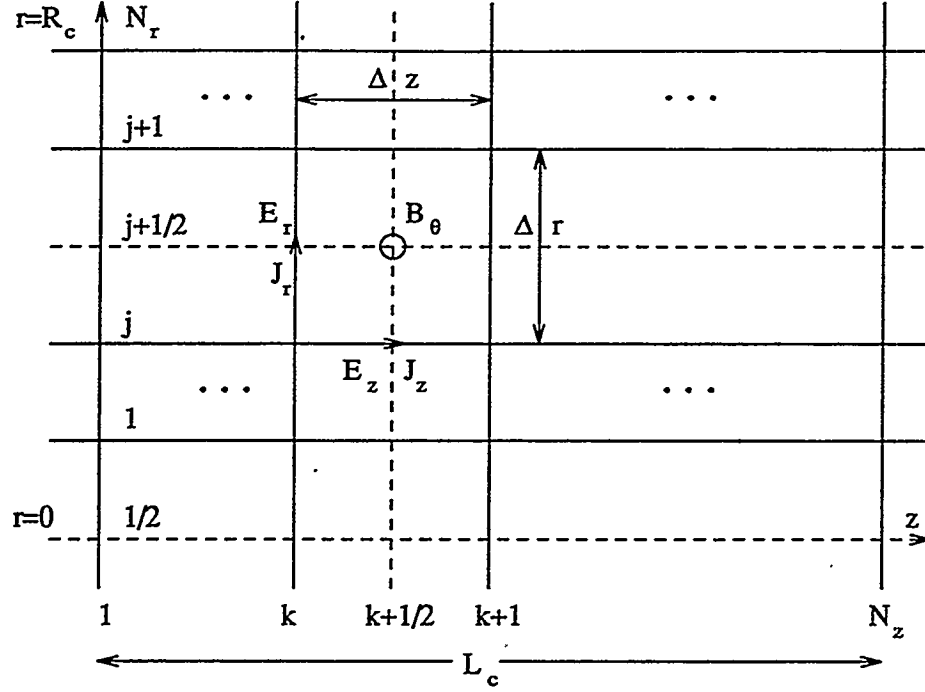 r=R_c N_r
Δ z
. . . . . .
j+1
E_r B_θ Δ r
j+1/2
J_r
j
E_z J_z
. . . . . .
1
r=0 1/2 z
1 k k+1/2 k+1 N_z
L_c